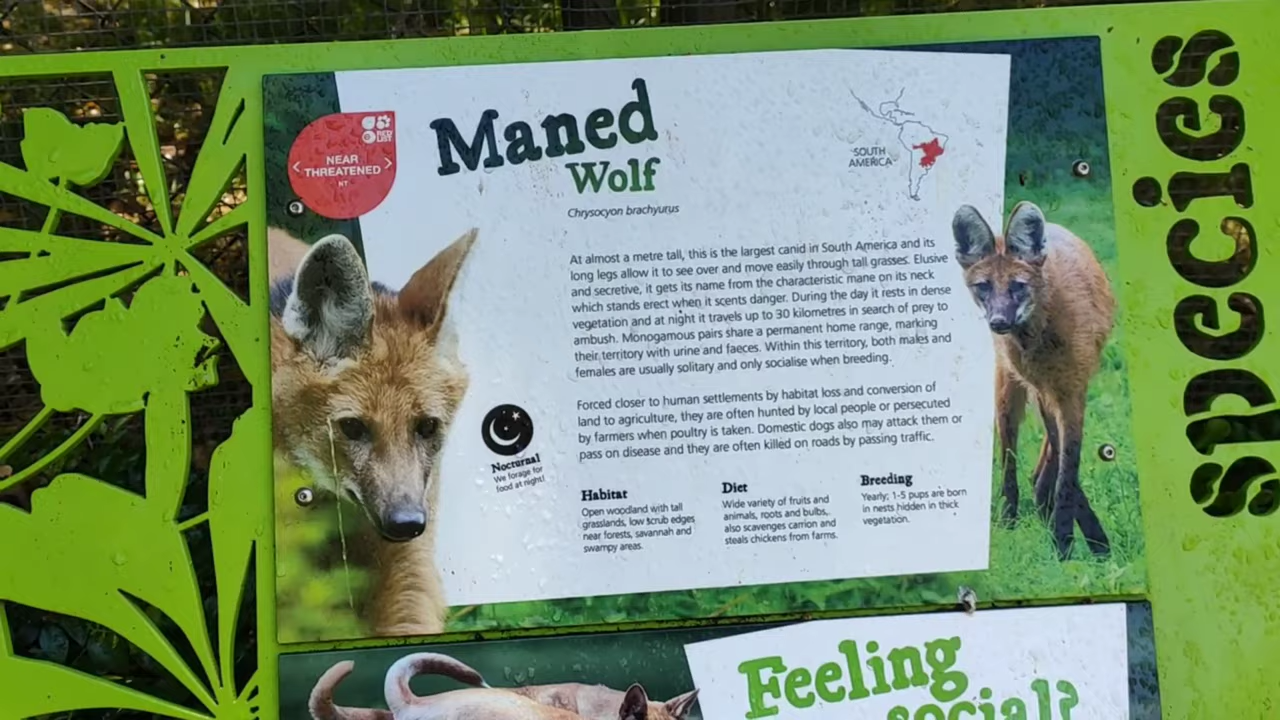 RED
LIST
NEAR
THREATENED
NT
Maned
Wolf
Chrysocyon brachyurus
SOUTH
AMERICA
At almost a metre tall, this is the largest canid in South America and its
long legs allow it to see over and move easily through tall grasses. Elusive
and secretive, it gets its name from the characteristic mane on its neck
which stands erect when it scents danger. During the day it rests in dense
vegetation and at night it travels up to 30 kilometres in search of prey to
ambush. Monogamous pairs share a permanent home range, marking
their territory with urine and faeces. Within this territory, both males and
females are usually solitary and only socialise when breeding.
Forced closer to human settlements by habitat loss and conversion of
land to agriculture, they are often hunted by local people or persecuted
by farmers when poultry is taken. Domestic dogs also may attack them or
pass on disease and they are often killed on roads by passing traffic.
Nocturnal
We forage for
food at night!
Habitat
Open woodland with tall
grasslands, low scrub edges
near forests, savannah and
swampy areas.
Diet
Wide variety of fruits and
animals, roots and bulbs,
also scavenges carrion and
steals chickens from farms.
Breeding
Yearly; 1-5 pups are born
in nests hidden in thick
vegetation.
species
Feeling
social?